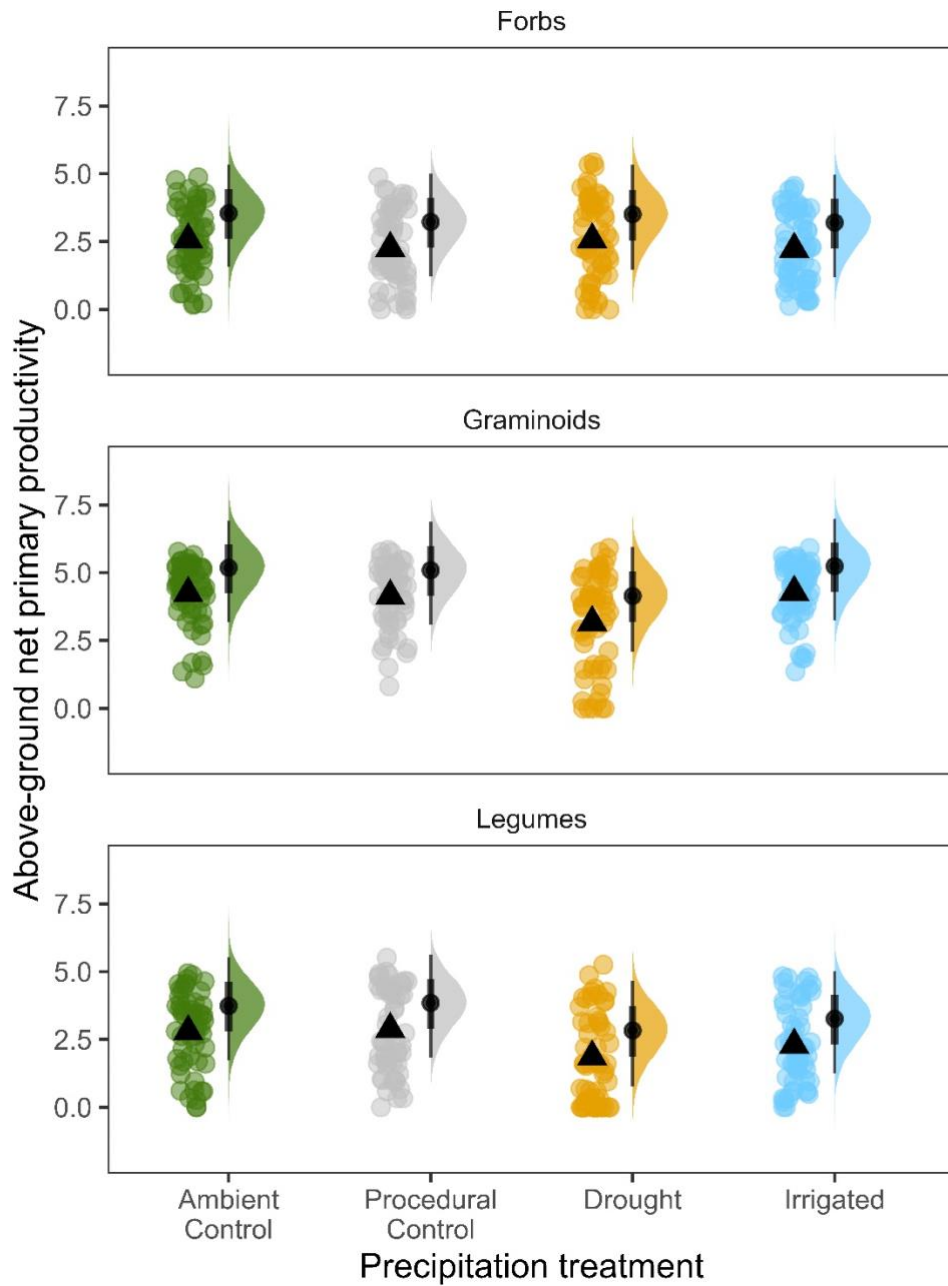 Forbs
7.5
5.0
2.5
0.0
Graminoids
7.5
5.0
2.5
0.0
Legumes
7.5
5.0
2.5
0.0
Above-ground net primary productivity
Ambient Control
Procedural Control
Drought
Irrigated
Precipitation treatment